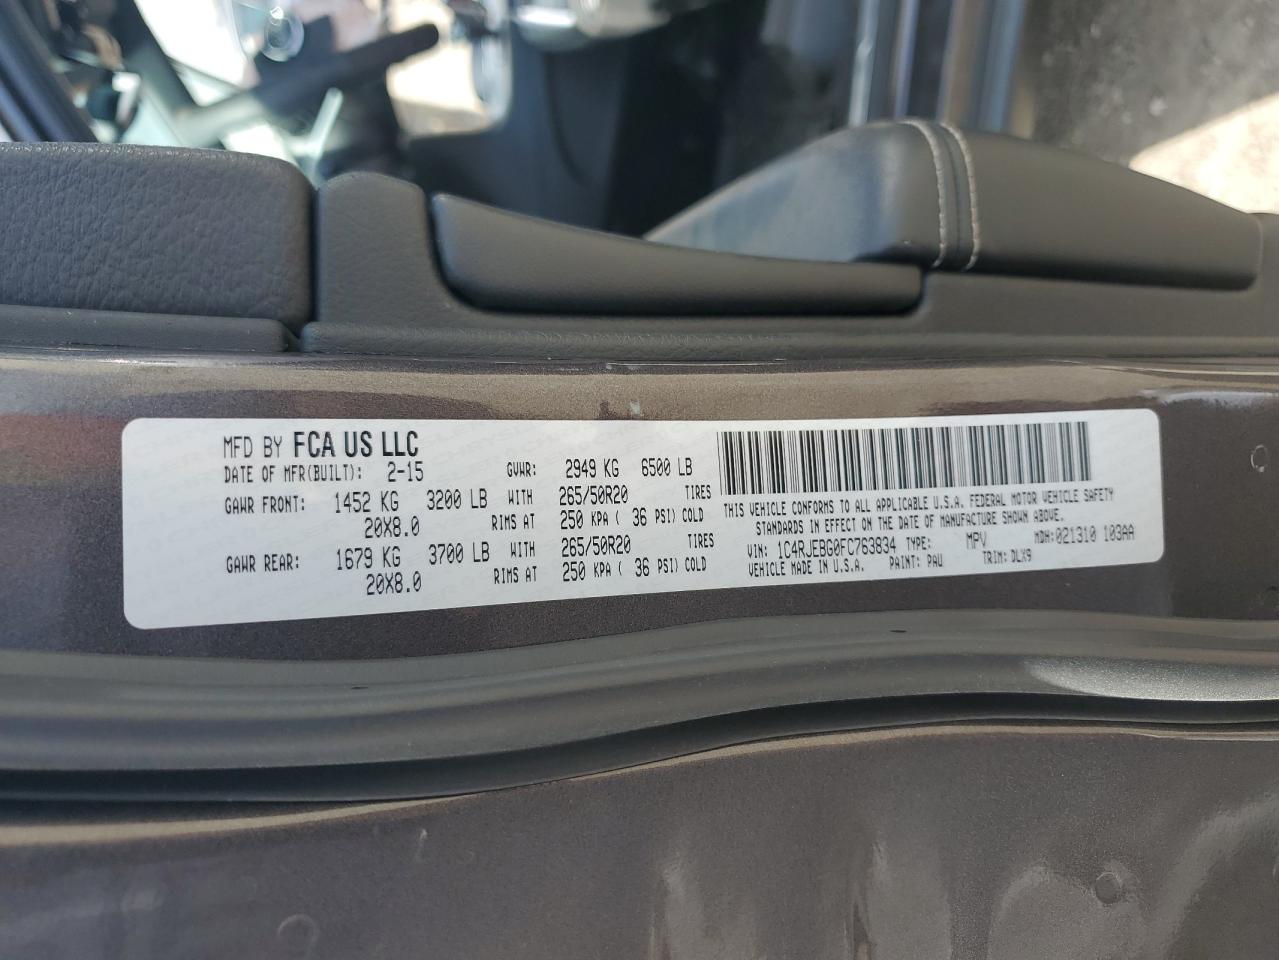 MFD BY FCA US LLC
DATE OF MFR(BUILT): 2-15 GVWR: 2949 KG 6500 LB
GAWR FRONT: 1452 KG 3200 LB WITH 265/50R20 TIRES
20X8.0 RIMS AT 250 KPA ( 36 PSI) COLD
GAWR REAR: 1679 KG 3700 LB WITH 265/50R20 TIRES
20X8.0 RIMS AT 250 KPA ( 36 PSI) COLD
THIS VEHICLE CONFORMS TO ALL APPLICABLE U.S.A. FEDERAL MOTOR VEHICLE SAFETY
STANDARDS IN EFFECT ON THE DATE OF MANUFACTURE SHOWN ABOVE.
VIN: 1C4RJEBG0FC763834 TYPE: MPV MDH:021310 103AA
VEHICLE MADE IN U.S.A. PAINT: PAU TRIM: DLX9